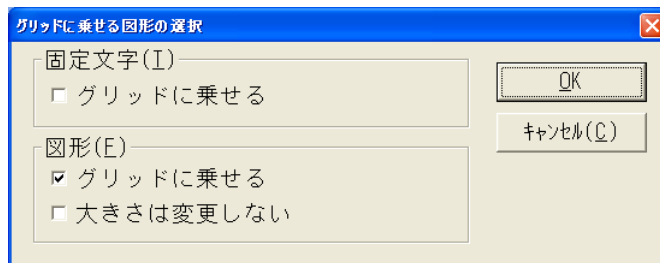 グリッドに乗せる図形の選択
固定文字(I)
グリッドに乗せる
OK
キャンセル(C)
図形(F)
グリッドに乗せる
大きさは変更しない